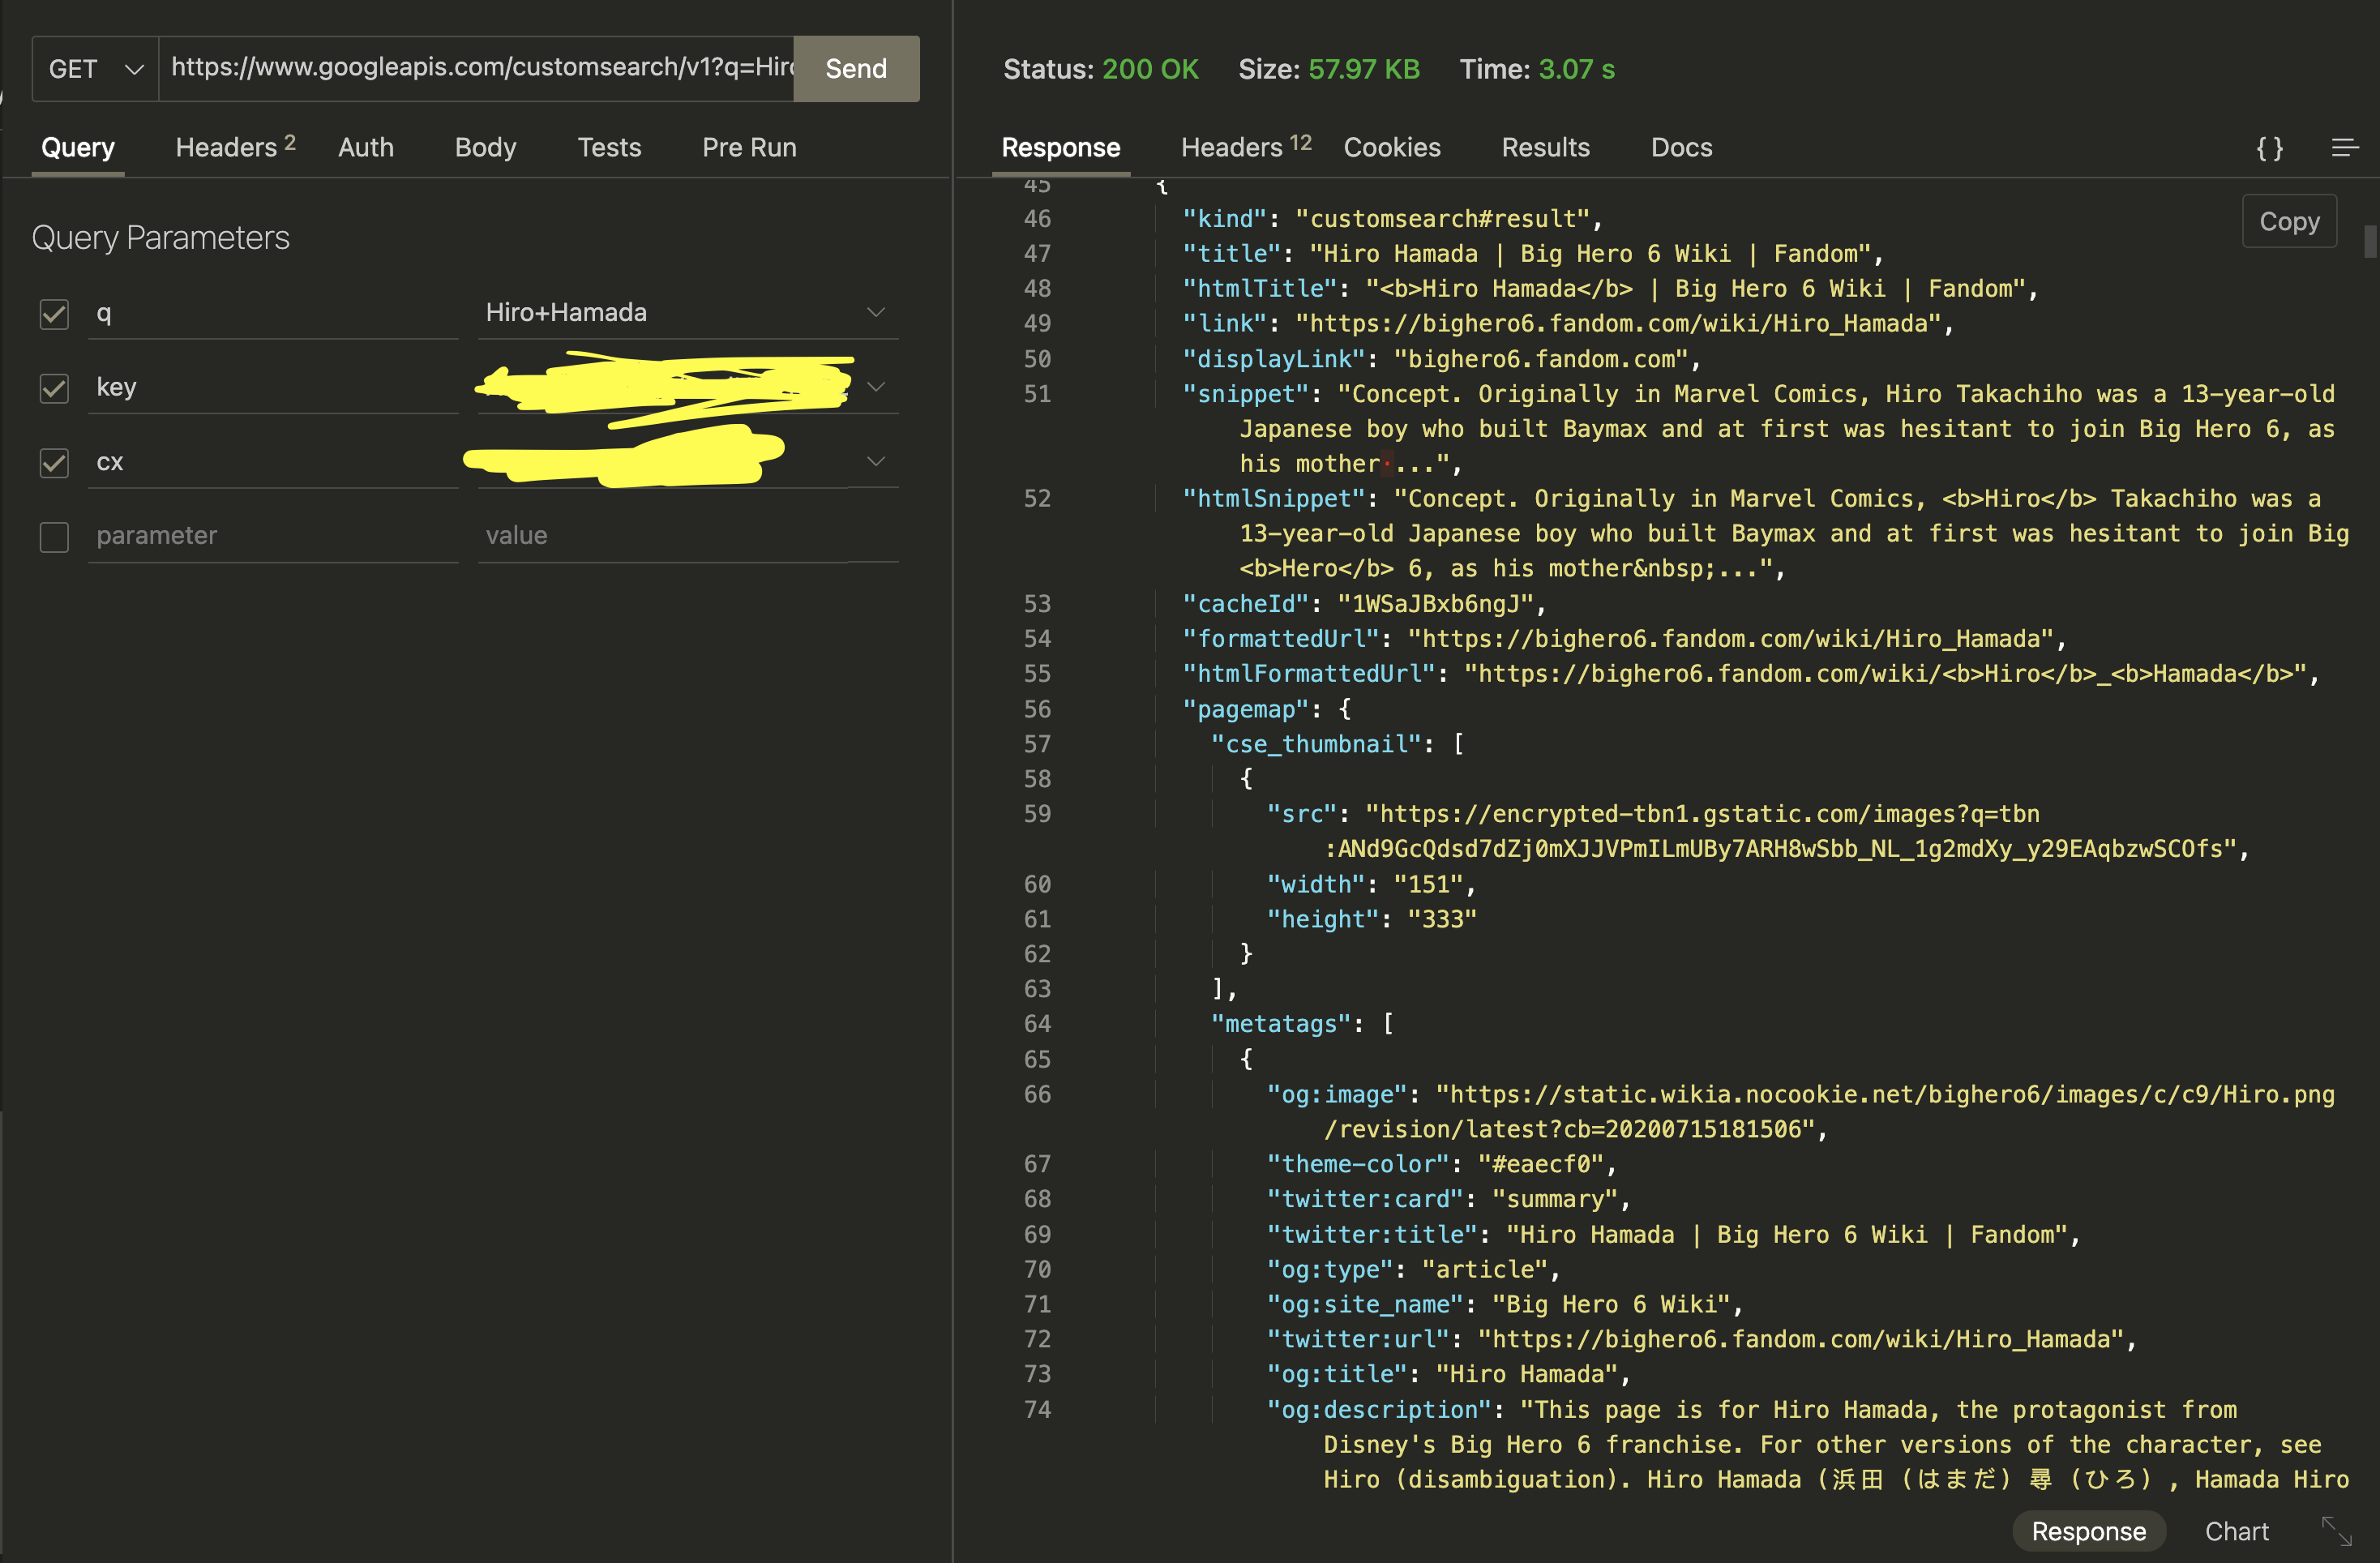 GET
https://www.googleapis.com/customsearch/v1?q=Hiro
Send
Query
Headers 2
Auth
Body
Tests
Pre Run
Query Parameters
q
Hiro+Hamada
key
cx
parameter
value
Status: 200 OK
Size: 57.97 KB
Time: 3.07 s
Response
Headers 12
Cookies
Results
Docs
{ }
Copy
45 {
46 "kind": "customsearch#result",
47 "title": "Hiro Hamada | Big Hero 6 Wiki | Fandom",
48 "htmlTitle": "<b>Hiro Hamada</b> | Big Hero 6 Wiki | Fandom",
49 "link": "https://bighero6.fandom.com/wiki/Hiro_Hamada",
50 "displayLink": "bighero6.fandom.com",
51 "snippet": "Concept. Originally in Marvel Comics, Hiro Takachiho was a 13-year-old
Japanese boy who built Baymax and at first was hesitant to join Big Hero 6, as
his mother ...",
52 "htmlSnippet": "Concept. Originally in Marvel Comics, <b>Hiro</b> Takachiho was a
13-year-old Japanese boy who built Baymax and at first was hesitant to join Big
<b>Hero</b> 6, as his mother&nbsp;...",
53 "cacheId": "1WSaJBxb6ngJ",
54 "formattedUrl": "https://bighero6.fandom.com/wiki/Hiro_Hamada",
55 "htmlFormattedUrl": "https://bighero6.fandom.com/wiki/<b>Hiro</b>_<b>Hamada</b>",
56 "pagemap": {
57 "cse_thumbnail": [
58 {
59 "src": "https://encrypted-tbn1.gstatic.com/images?q=tbn
:ANd9GcQdsd7dZj0mXJJVPmILmUBy7ARH8wSbb_NL_1g2mdXy_y29EAqbzwSCOfs",
60 "width": "151",
61 "height": "333"
62 }
63 ],
64 "metatags": [
65 {
66 "og:image": "https://static.wikia.nocookie.net/bighero6/images/c/c9/Hiro.png
/revision/latest?cb=20200715181506",
67 "theme-color": "#eaecf0",
68 "twitter:card": "summary",
69 "twitter:title": "Hiro Hamada | Big Hero 6 Wiki | Fandom",
70 "og:type": "article",
71 "og:site_name": "Big Hero 6 Wiki",
72 "twitter:url": "https://bighero6.fandom.com/wiki/Hiro_Hamada",
73 "og:title": "Hiro Hamada",
74 "og:description": "This page is for Hiro Hamada, the protagonist from
Disney's Big Hero 6 franchise. For other versions of the character, see
Hiro (disambiguation). Hiro Hamada (浜田 (はまだ) 尋 (ひろ) , Hamada Hiro
Response
Chart